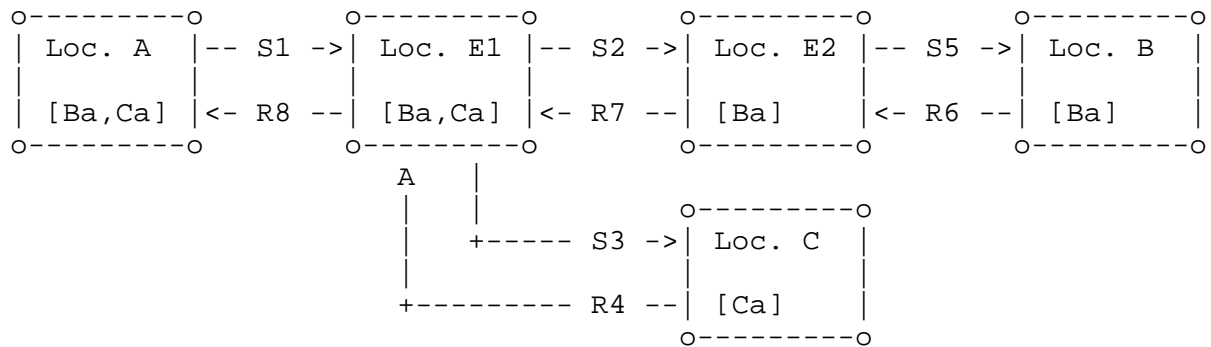 o---------o       o---------o       o---------o       o---------o
| Loc. A  |-- S1 ->| Loc. E1 |-- S2 ->| Loc. E2 |-- S5 ->| Loc. B  |
|         |        |         |        |         |        |         |
| [Ba,Ca] |<- R8 --| [Ba,Ca] |<- R7 --| [Ba]    |<- R6 --| [Ba]    |
o---------o        o---------o        o---------o        o---------o
                     A   |
                     |   |            o---------o
                     |   +----- S3 ->| Loc. C  |
                     |                |         |
                     +--------- R4 --| [Ca]    |
                                      o---------o